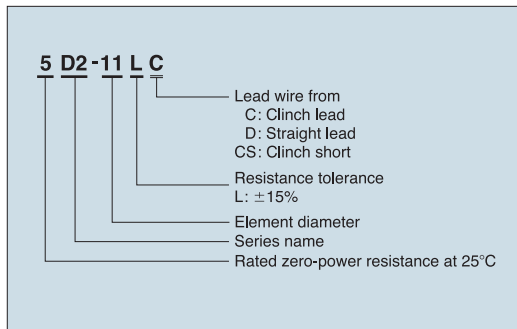 5 D2 -11 L C
Lead wire from
C: Clinch lead
D: Straight lead
CS: Clinch short
Resistance tolerance
L: ±15%
Element diameter
Series name
Rated zero-power resistance at 25°C